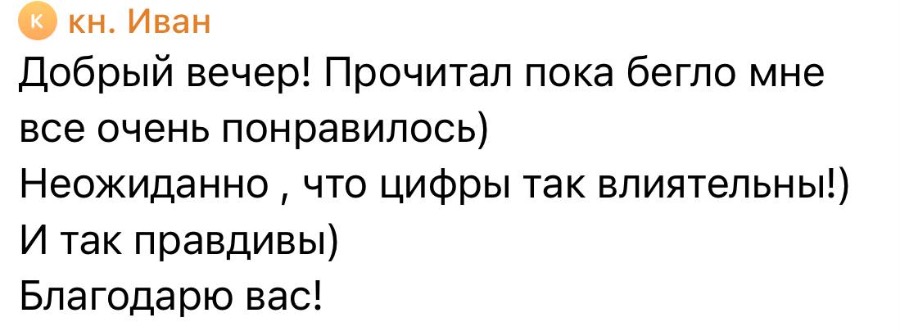 К кн. Иван
Добрый вечер! Прочитал пока бегло мне
все очень понравилось)
Неожиданно , что цифры так влиятельны!)
И так правдивы)
Благодарю вас!